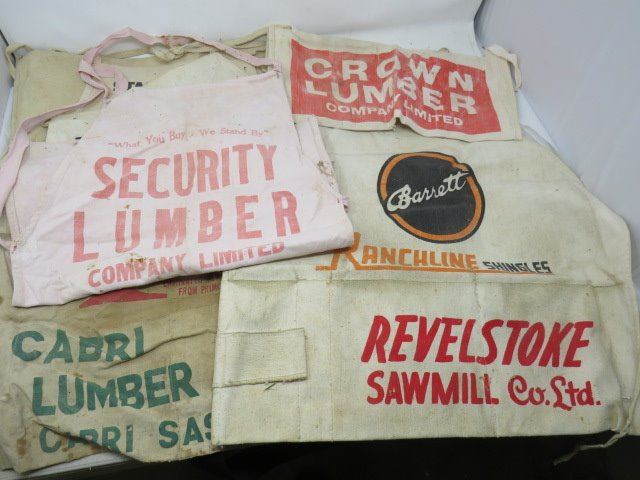 CROWN
LUMBER
COMPANY LIMITED
"What You Buy, We Stand By"
SECURITY
LUMBER
COMPANY LIMITED
Barrett
RANCHLINE SHINGLES
REVELSTOKE
SAWMILL Co. Ltd.
FROM
CABRI
LUMBER
CABRI SAS